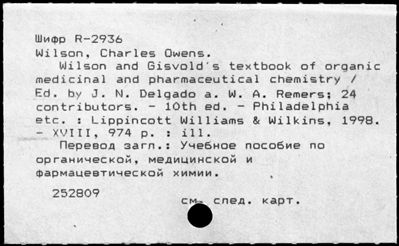 Шифр R-2936
Wilson, Charles Owens.
Wilson and Gisvold's textbook of organic
medicinal and pharmaceutical chemistry /
Ed. by J. N. Delgado a. W. A. Remers; 24
contributors. - 10th ed. - Philadelphia
etc. : Lippincott Williams & Wilkins, 1998.
- XVIII, 974 p. : ill.
Перевод загл.: Учебное пособие по
органической, медицинской и
фармацевтической химии.
252809
см. след. карт.